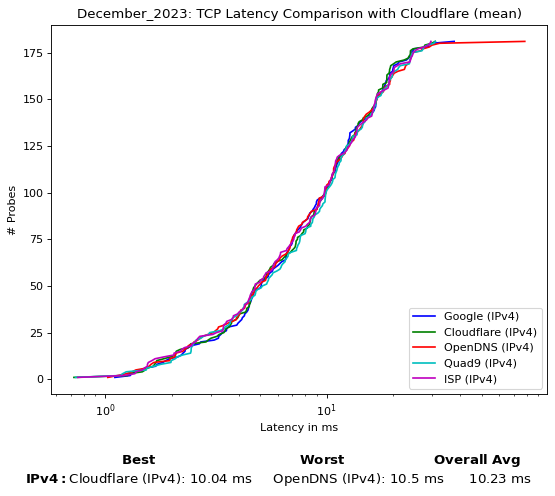 December_2023: TCP Latency Comparison with Cloudflare (mean)
175
150
125
100
75
50
25
0
# Probes
Google (IPv4)
Cloudflare (IPv4)
OpenDNS (IPv4)
Quad9 (IPv4)
ISP (IPv4)
10⁰ 10¹
Latency in ms
Best Worst Overall Avg
IPv4: Cloudflare (IPv4): 10.04 ms OpenDNS (IPv4): 10.5 ms 10.23 ms